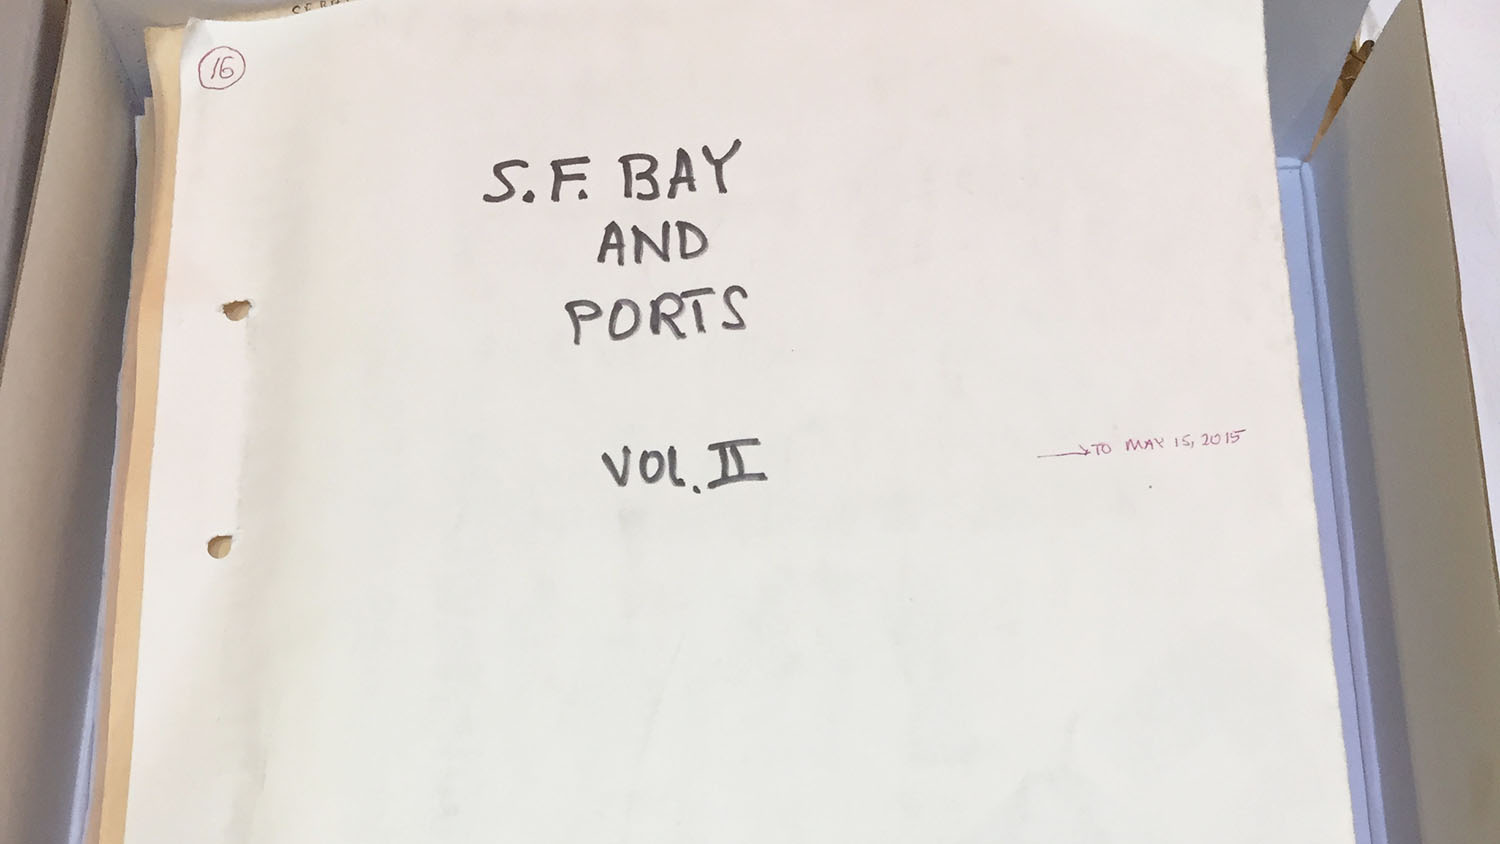 16
S.F. BAY
AND
PORTS
VOL. II
→TO MAY 15, 2015